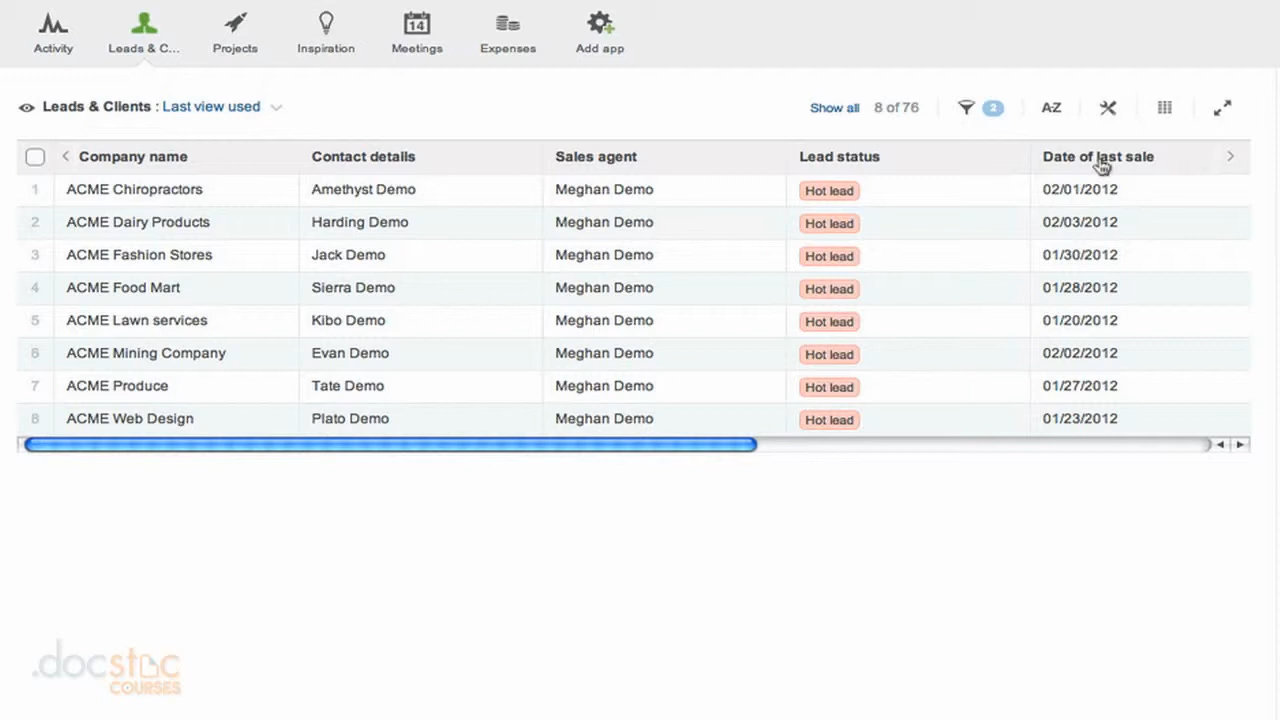 14
Activity Leads & C... Projects Inspiration Meetings Expenses Add app
Leads & Clients : Last view used Show all 8 of 76 2 A-Z
Company name Contact details Sales agent Lead status Date of last sale
1 ACME Chiropractors Amethyst Demo Meghan Demo Hot lead 02/01/2012
2 ACME Dairy Products Harding Demo Meghan Demo Hot lead 02/03/2012
3 ACME Fashion Stores Jack Demo Meghan Demo Hot lead 01/30/2012
4 ACME Food Mart Sierra Demo Meghan Demo Hot lead 01/28/2012
5 ACME Lawn services Kibo Demo Meghan Demo Hot lead 01/20/2012
6 ACME Mining Company Evan Demo Meghan Demo Hot lead 02/02/2012
7 ACME Produce Tate Demo Meghan Demo Hot lead 01/27/2012
8 ACME Web Design Plato Demo Meghan Demo Hot lead 01/23/2012
.docstoc
COURSES